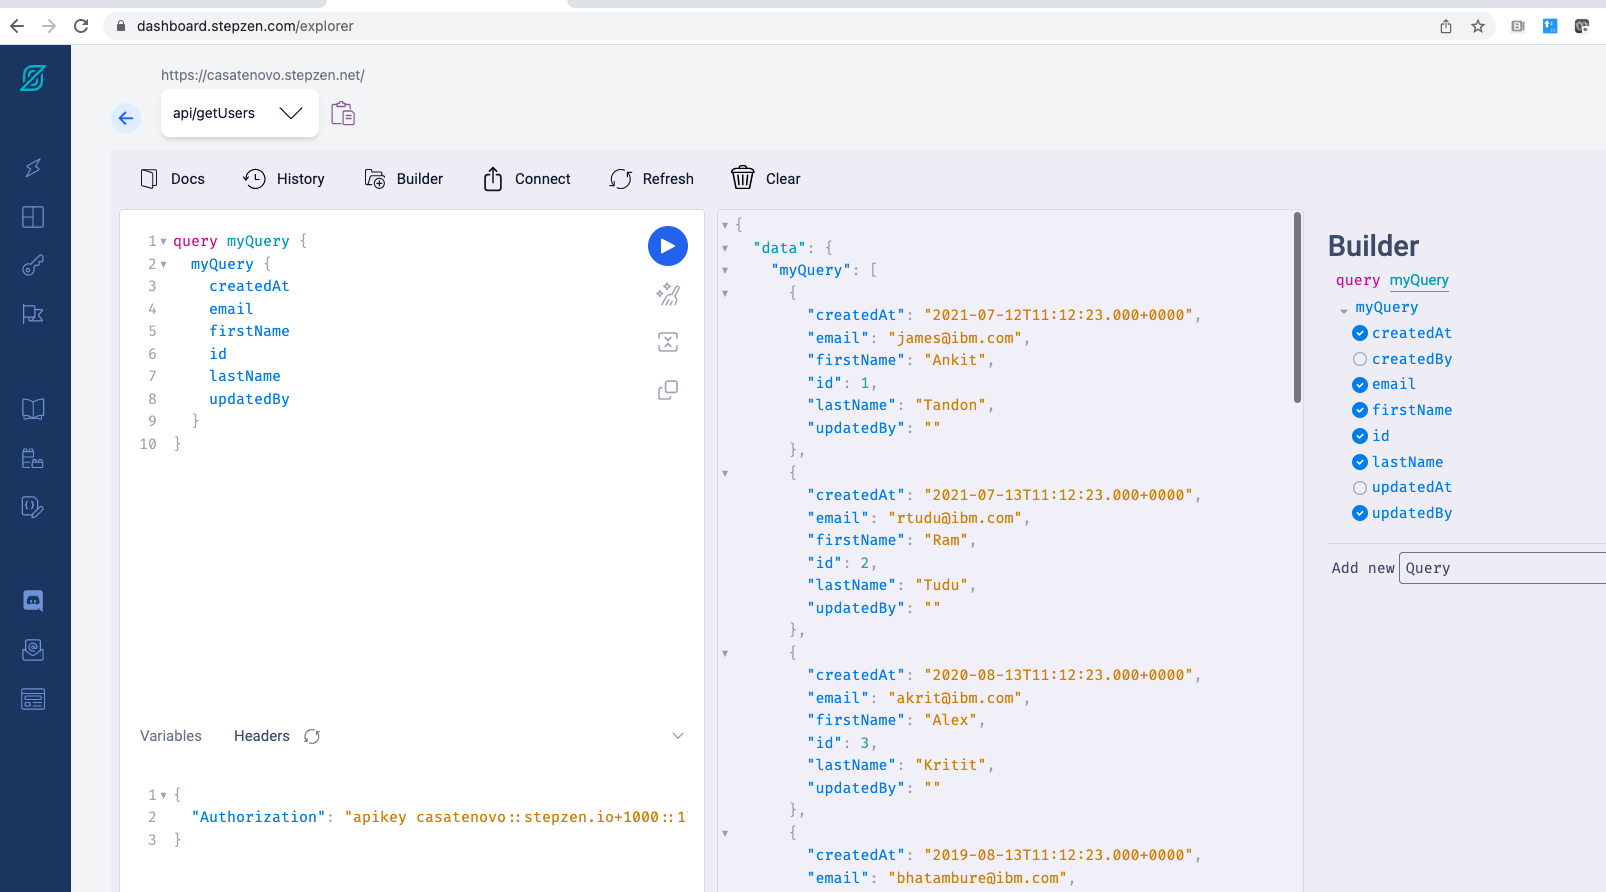 dashboard.stepzen.com/explorer
https://casatenovo.stepzen.net/
api/getUsers
Docs History Builder Connect Refresh Clear
1 query myQuery {
2 myQuery {
3 createdAt
4 email
5 firstName
6 id
7 lastName
8 updatedBy
9 }
10 }
Variables Headers
1 {
2 "Authorization": "apikey casatenovo::stepzen.io+1000::1
3 }
{
"data": {
"myQuery": [
{
"createdAt": "2021-07-12T11:12:23.000+0000",
"email": "james@ibm.com",
"firstName": "Ankit",
"id": 1,
"lastName": "Tandon",
"updatedBy": ""
},
{
"createdAt": "2021-07-13T11:12:23.000+0000",
"email": "rtudu@ibm.com",
"firstName": "Ram",
"id": 2,
"lastName": "Tudu",
"updatedBy": ""
},
{
"createdAt": "2020-08-13T11:12:23.000+0000",
"email": "akrit@ibm.com",
"firstName": "Alex",
"id": 3,
"lastName": "Kritit",
"updatedBy": ""
},
{
"createdAt": "2019-08-13T11:12:23.000+0000",
"email": "bhatambure@ibm.com",
Builder
query myQuery
myQuery
createdAt
createdBy
email
firstName
id
lastName
updatedAt
updatedBy
Add new Query